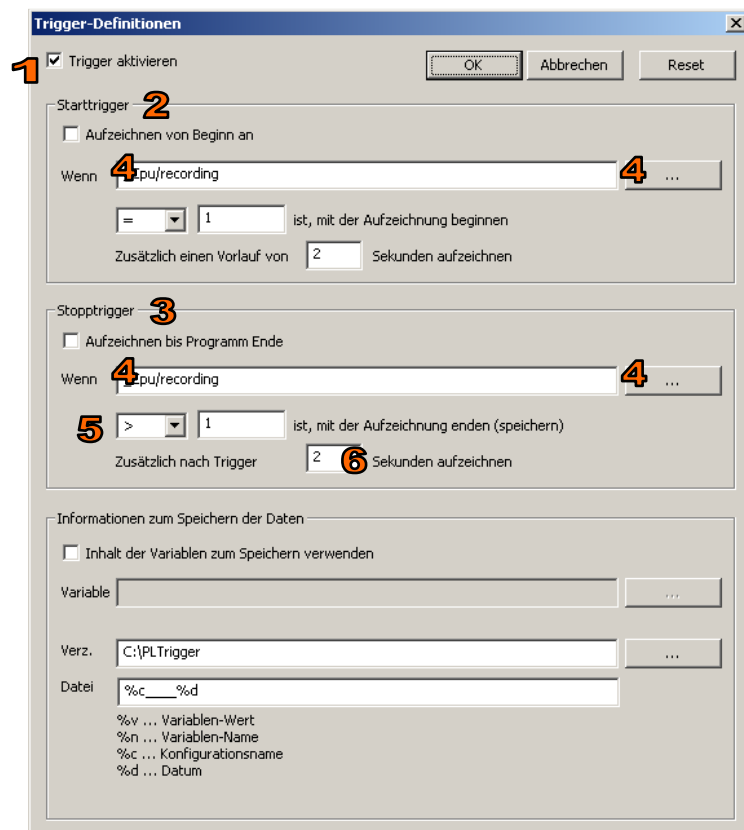 Trigger-Definitionen
1 Trigger aktivieren OK Abbrechen Reset
Starttrigger 2
Aufzeichnen von Beginn an
Wenn 4 pu/recording 4 ...
= 1 ist, mit der Aufzeichnung beginnen
Zusätzlich einen Vorlauf von 2 Sekunden aufzeichnen
Stopptrigger 3
Aufzeichnen bis Programm Ende
Wenn 4 pu/recording 4 ...
5 > 1 ist, mit der Aufzeichnung enden (speichern)
Zusätzlich nach Trigger 2 6 Sekunden aufzeichnen
Informationen zum Speichern der Daten
Inhalt der Variablen zum Speichern verwenden
Variable ...
Verz. C:\PLTrigger ...
Datei %c____%d
%v ... Variablen-Wert
%n ... Variablen-Name
%c ... Konfigurationsname
%d ... Datum